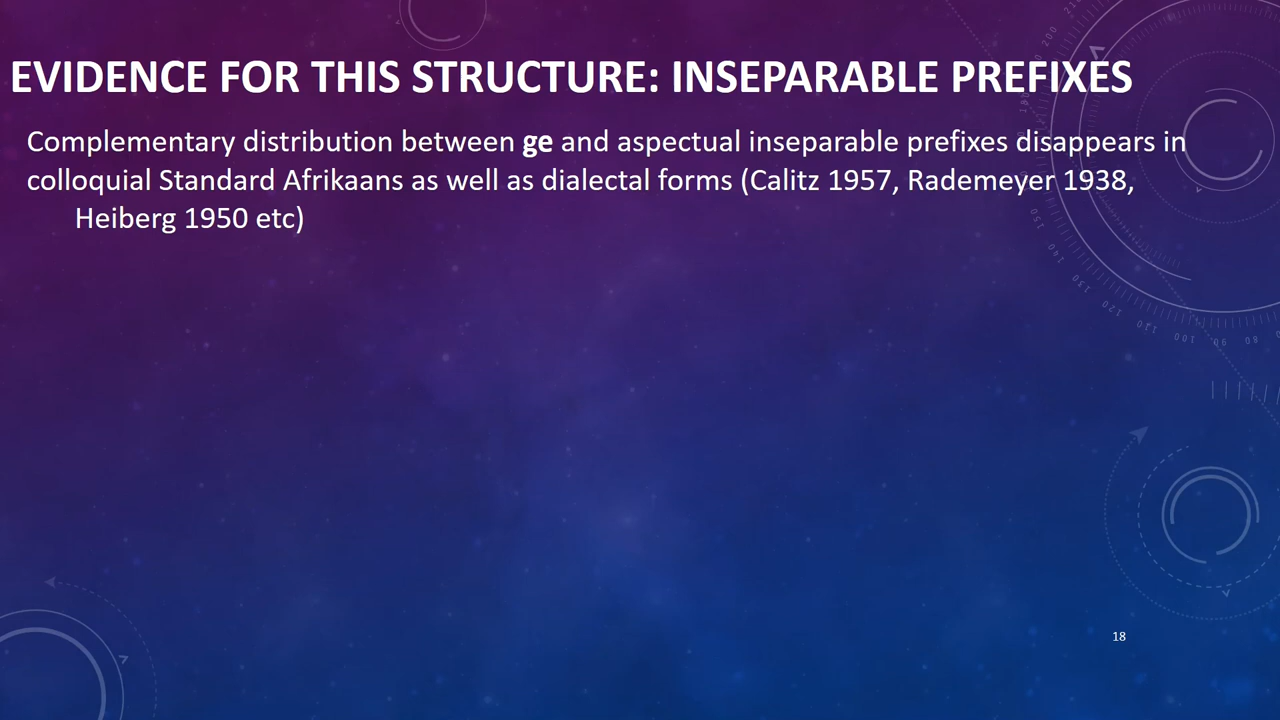 EVIDENCE FOR THIS STRUCTURE: INSEPARABLE PREFIXES
Complementary distribution between ge and aspectual inseparable prefixes disappears in
colloquial Standard Afrikaans as well as dialectal forms (Calitz 1957, Rademeyer 1938,
Heiberg 1950 etc)
18